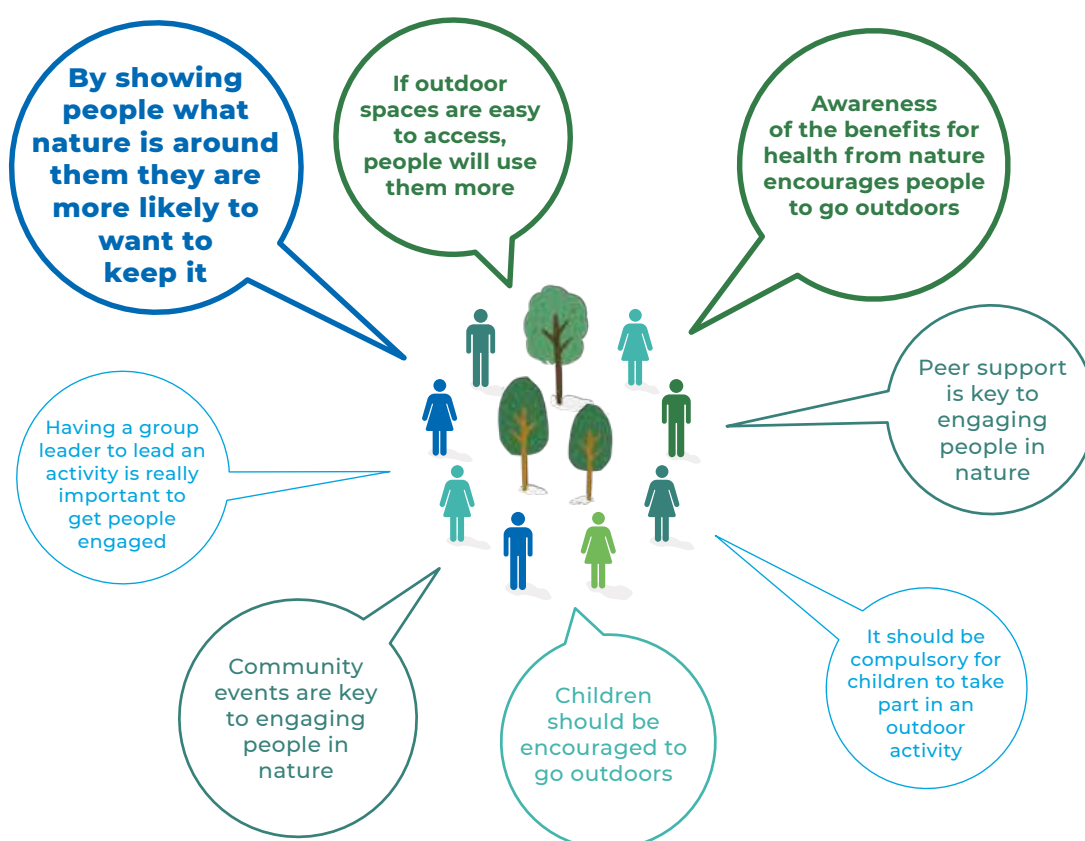 By showing
people what
nature is around
them they are
more likely to
want to
keep it
If outdoor
spaces are easy
to access,
people will use
them more
Awareness
of the benefits for
health from nature
encourages people
to go outdoors
Peer support
is key to
engaging
people in
nature
Having a group
leader to lead an
activity is really
important to
get people
engaged
It should be
compulsory for
children to take
part in an
outdoor
activity
Community
events are key
to engaging
people in
nature
Children
should be
encouraged to
go outdoors